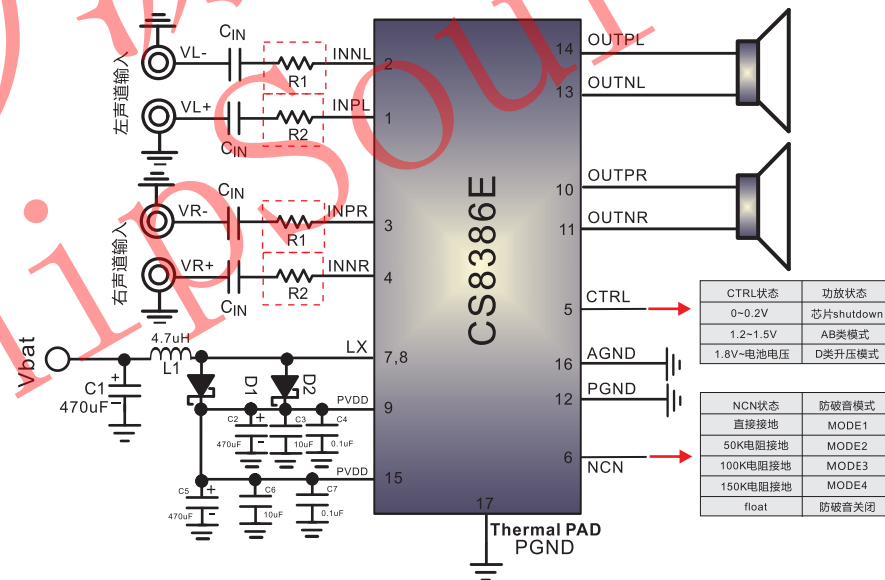 左声道输入
VL-
CIN
R1
INNL
2
VL+
CIN
R2
INPL
1
右声道输入
VR-
CIN
R1
INPR
3
VR+
CIN
R2
INNR
4
Vbat
4.7uH
L1
LX
7,8
C1
470uF
+
-
D1
D2
PVDD
9
C2
+
-
470uF
C3
10uF
C4
0.1uF
PVDD
15
C5
+
-
470uF
C6
10uF
C7
0.1uF
CS8386E
17
Thermal PAD
PGND
14
OUTPL
13
OUTNL
10
OUTPR
11
OUTNR
5
CTRL
16
AGND
12
PGND
6
NCN
CTRL状态 功放状态
0~0.2V 芯片shutdown
1.2~1.5V AB类模式
1.8V~电池电压 D类升压模式
NCN状态 防破音模式
直接接地 MODE1
50K电阻接地 MODE2
100K电阻接地 MODE3
150K电阻接地 MODE4
float 防破音关闭